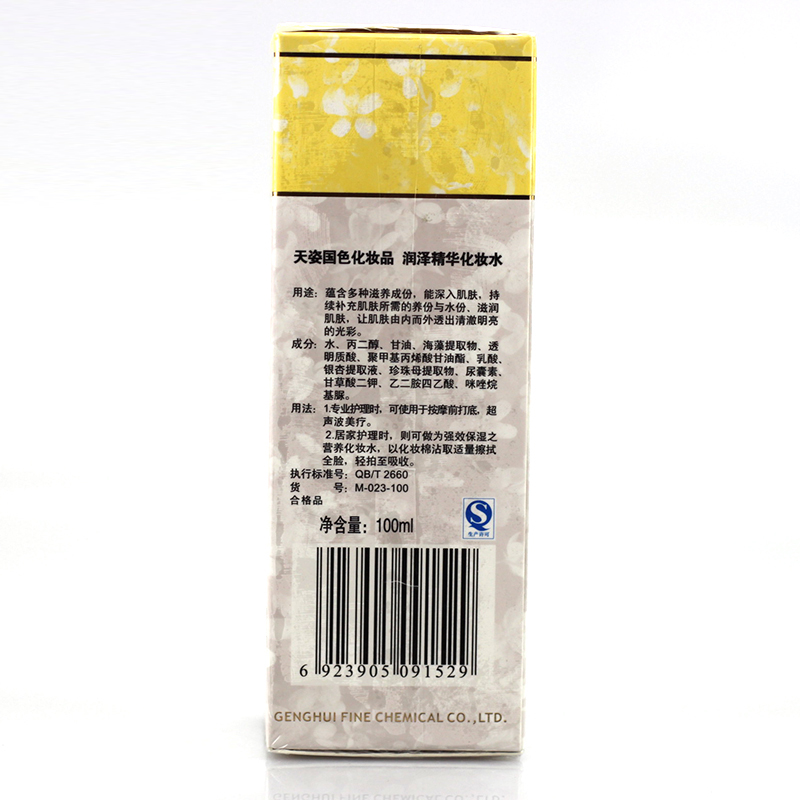 天姿国色化妆品 润泽精华化妆水
用途：蕴含多种滋养成份，能深入肌肤，持
续补充肌肤所需的养份与水份、滋润
肌肤，让肌肤由内而外透出清澈明亮
的光彩。
成分：水、丙二醇、甘油、海藻提取物、透
明质酸、聚甲基丙烯酸甘油酯、乳酸、
银杏提取液、珍珠母提取物、尿囊素、
甘草酸二钾、乙二胺四乙酸、咪唑烷
基脲。
用法：1.专业护理时，可使用于按摩前打底，超
声波美疗。
2.居家护理时，则可做为强效保湿之
营养化妆水，以化妆棉沾取适量擦拭
全脸，轻拍至吸收。
执行标准号：QB/T 2660
货 号：M-023-100
合格品
净含量：100ml
QS
生产许可
6 923905 091529
GENGHUI FINE CHEMICAL CO.,LTD.